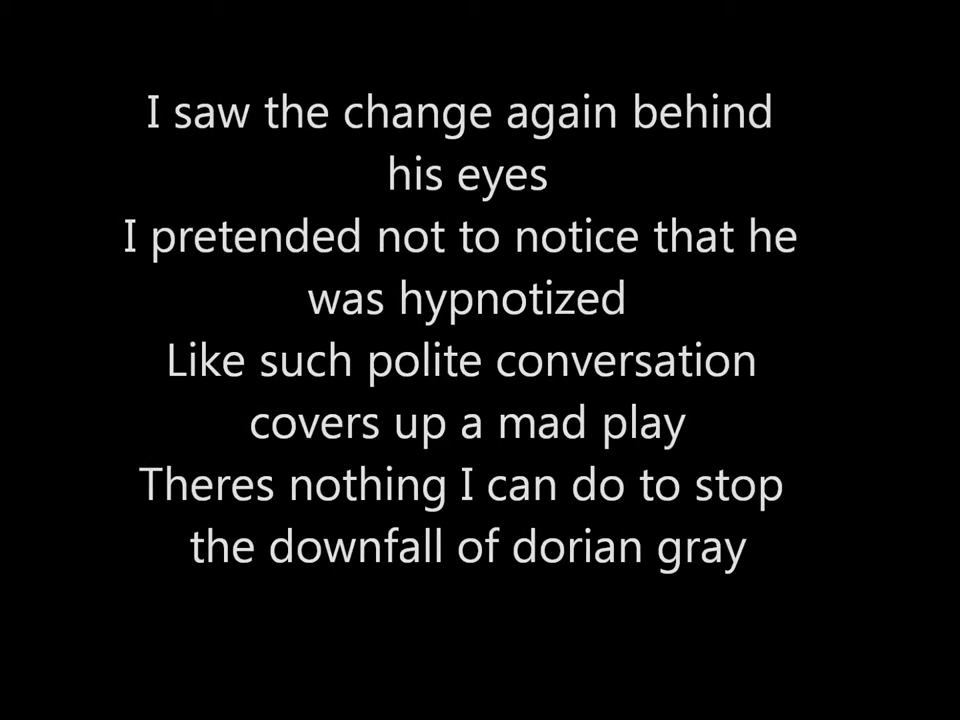 I saw the change again behind
his eyes
I pretended not to notice that he
was hypnotized
Like such polite conversation
covers up a mad play
Theres nothing I can do to stop
the downfall of dorian gray